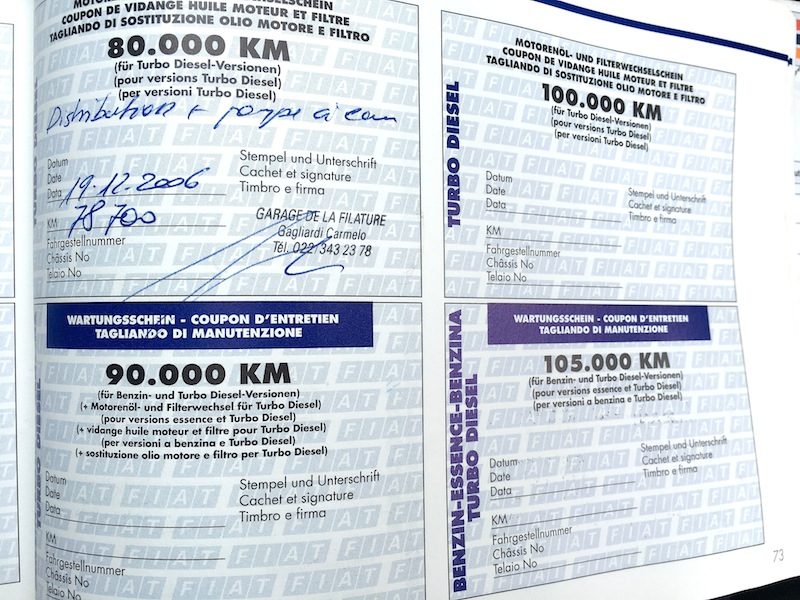 MOTORENÖL- UND FILTERWECHSELSCHEIN
COUPON DE VIDANGE HUILE MOTEUR ET FILTRE
TAGLIANDO DI SOSTITUZIONE OLIO MOTORE E FILTRO
80.000 KM
(für Turbo Diesel-Versionen)
(pour versions Turbo Diesel)
(per versioni Turbo Diesel)
Distribution + pompe à eau
Datum
Date
Data 19.12.2006
KM 78 700
Fahrgestellnummer
Châssis No
Telaio No
Stempel und Unterschrift
Cachet et signature
Timbro e firma
GARAGE DE LA FILATURE
Gagliardi Carmelo
Tél. 022/343 23 78
WARTUNGSSCHEIN - COUPON D'ENTRETIEN
TAGLIANDO DI MANUTENZIONE
90.000 KM
(für Benzin- und Turbo Diesel-Versionen)
(+ Motorenöl- und Filterwechsel für Turbo Diesel)
(pour versions essence et Turbo Diesel)
(+ vidange huile moteur et filtre pour Turbo Diesel)
(per versioni a benzina e Turbo Diesel)
(+ sostituzione olio motore e filtro per Turbo Diesel)
TURBO DIESEL
Datum
Date
Data
Stempel und Unterschrift
Cachet et signature
Timbro e firma
KM
Fahrgestellnummer
Châssis No
Telaio No
MOTORENÖL- UND FILTERWECHSELSCHEIN
COUPON DE VIDANGE HUILE MOTEUR ET FILTRE
TAGLIANDO DI SOSTITUZIONE OLIO MOTORE E FILTRO
100.000 KM
(für Turbo Diesel-Versionen)
(pour versions Turbo Diesel)
(per versioni Turbo Diesel)
TURBO DIESEL
Datum
Date
Data
Stempel und Unterschrift
Cachet et signature
Timbro e firma
KM
Fahrgestellnummer
Châssis No
Telaio No
WARTUNGSSCHEIN - COUPON D'ENTRETIEN
TAGLIANDO DI MANUTENZIONE
105.000 KM
(für Benzin- und Turbo Diesel-Versionen)
(pour versions essence et Turbo Diesel)
(per versioni a benzina e Turbo Diesel)
BENZIN-ESSENCE-BENZINA
TURBO DIESEL
Datum
Date
Data
Stempel und Unterschrift
Cachet et signature
Timbro e firma
KM
Fahrgestellnummer
Châssis No
Telaio No
73